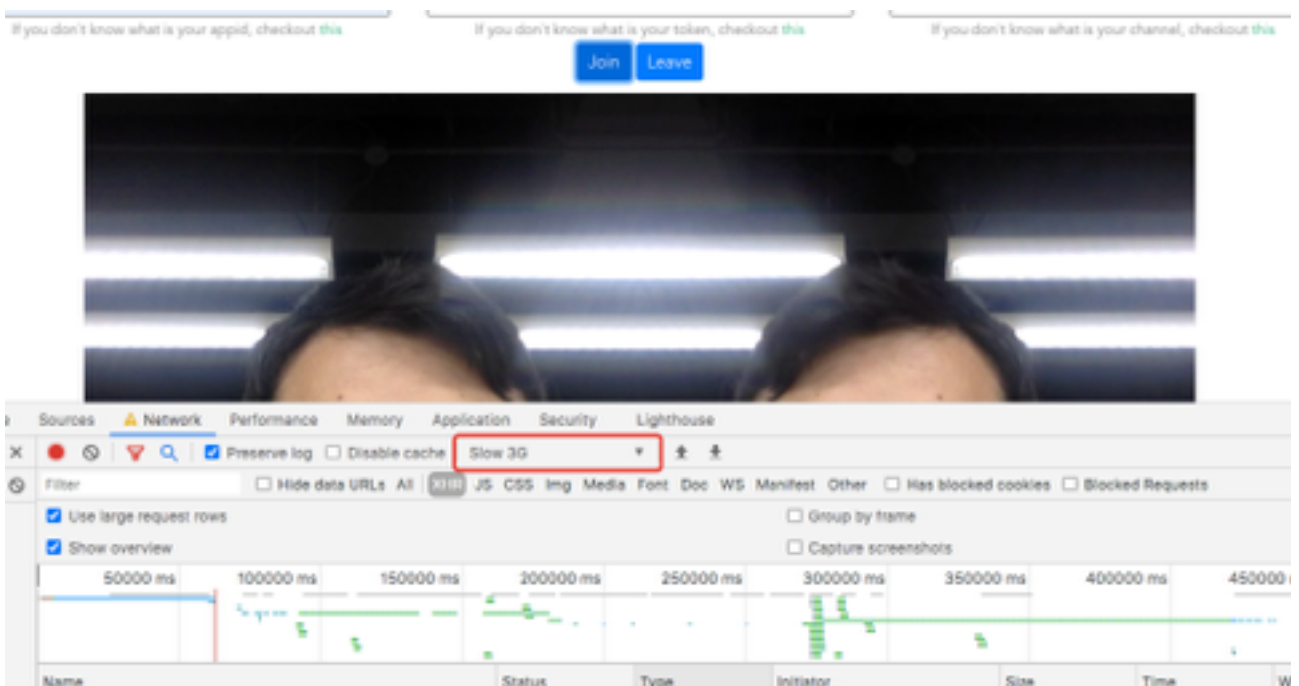 If you don't know what is your appid, checkout this
If you don't know what is your token, checkout this
If you don't know what is your channel, checkout this
Join Leave
Sources Network Performance Memory Application Security Lighthouse
Preserve log Disable cache Slow 3G
Filter Hide data URLs All XHR JS CSS Img Media Font Doc WS Manifest Other Has blocked cookies Blocked Requests
Use large request rows Group by frame
Show overview Capture screenshots
50000 ms 100000 ms 150000 ms 200000 ms 250000 ms 300000 ms 350000 ms 400000 ms 450000
Name Status Type Initiator Size Time W